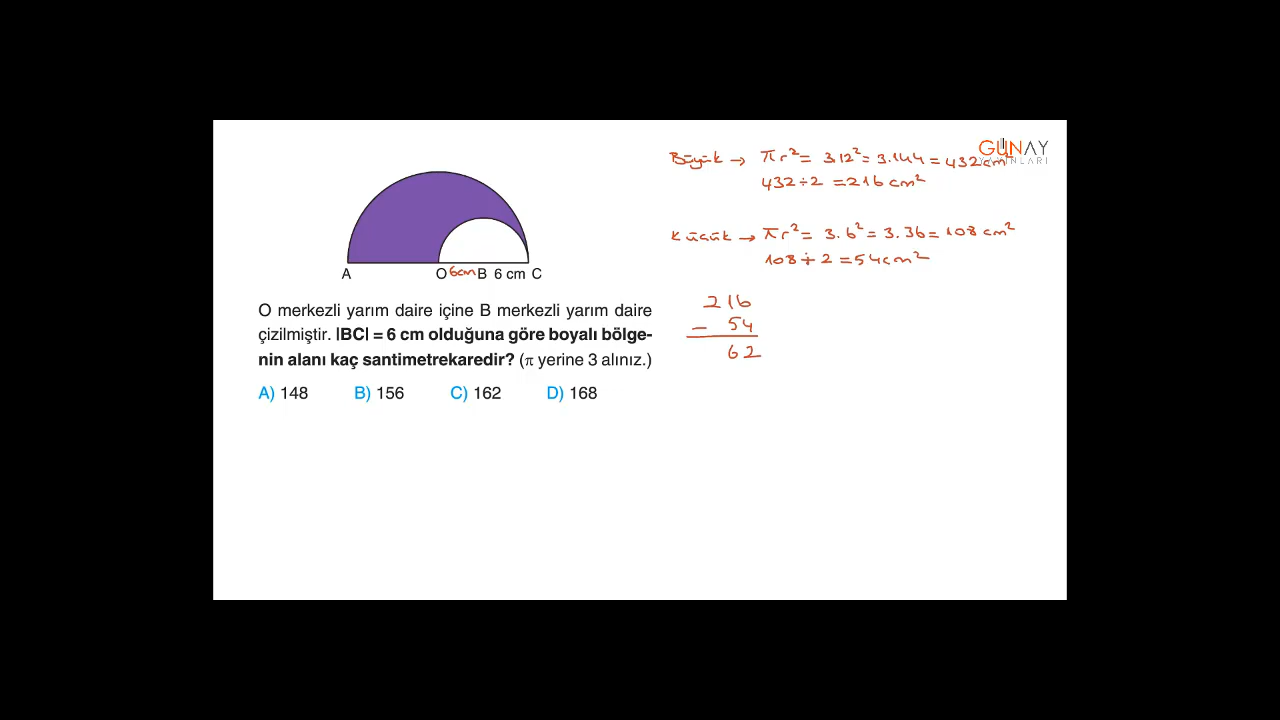 GÜNAY
YAYINLARI
Büyük → πr² = 3.12² = 3.144 = 432 cm²
432 ÷ 2 = 216 cm²
Küçük → πr² = 3.6² = 3.36 = 108 cm²
108 ÷ 2 = 54 cm²
A O 6cm B 6 cm C
216
- 54
62
O merkezli yarım daire içine B merkezli yarım daire
çizilmiştir. |BC| = 6 cm olduğuna göre boyalı bölge-
nin alanı kaç santimetrekaredir? (π yerine 3 alınız.)
A) 148 B) 156 C) 162 D) 168